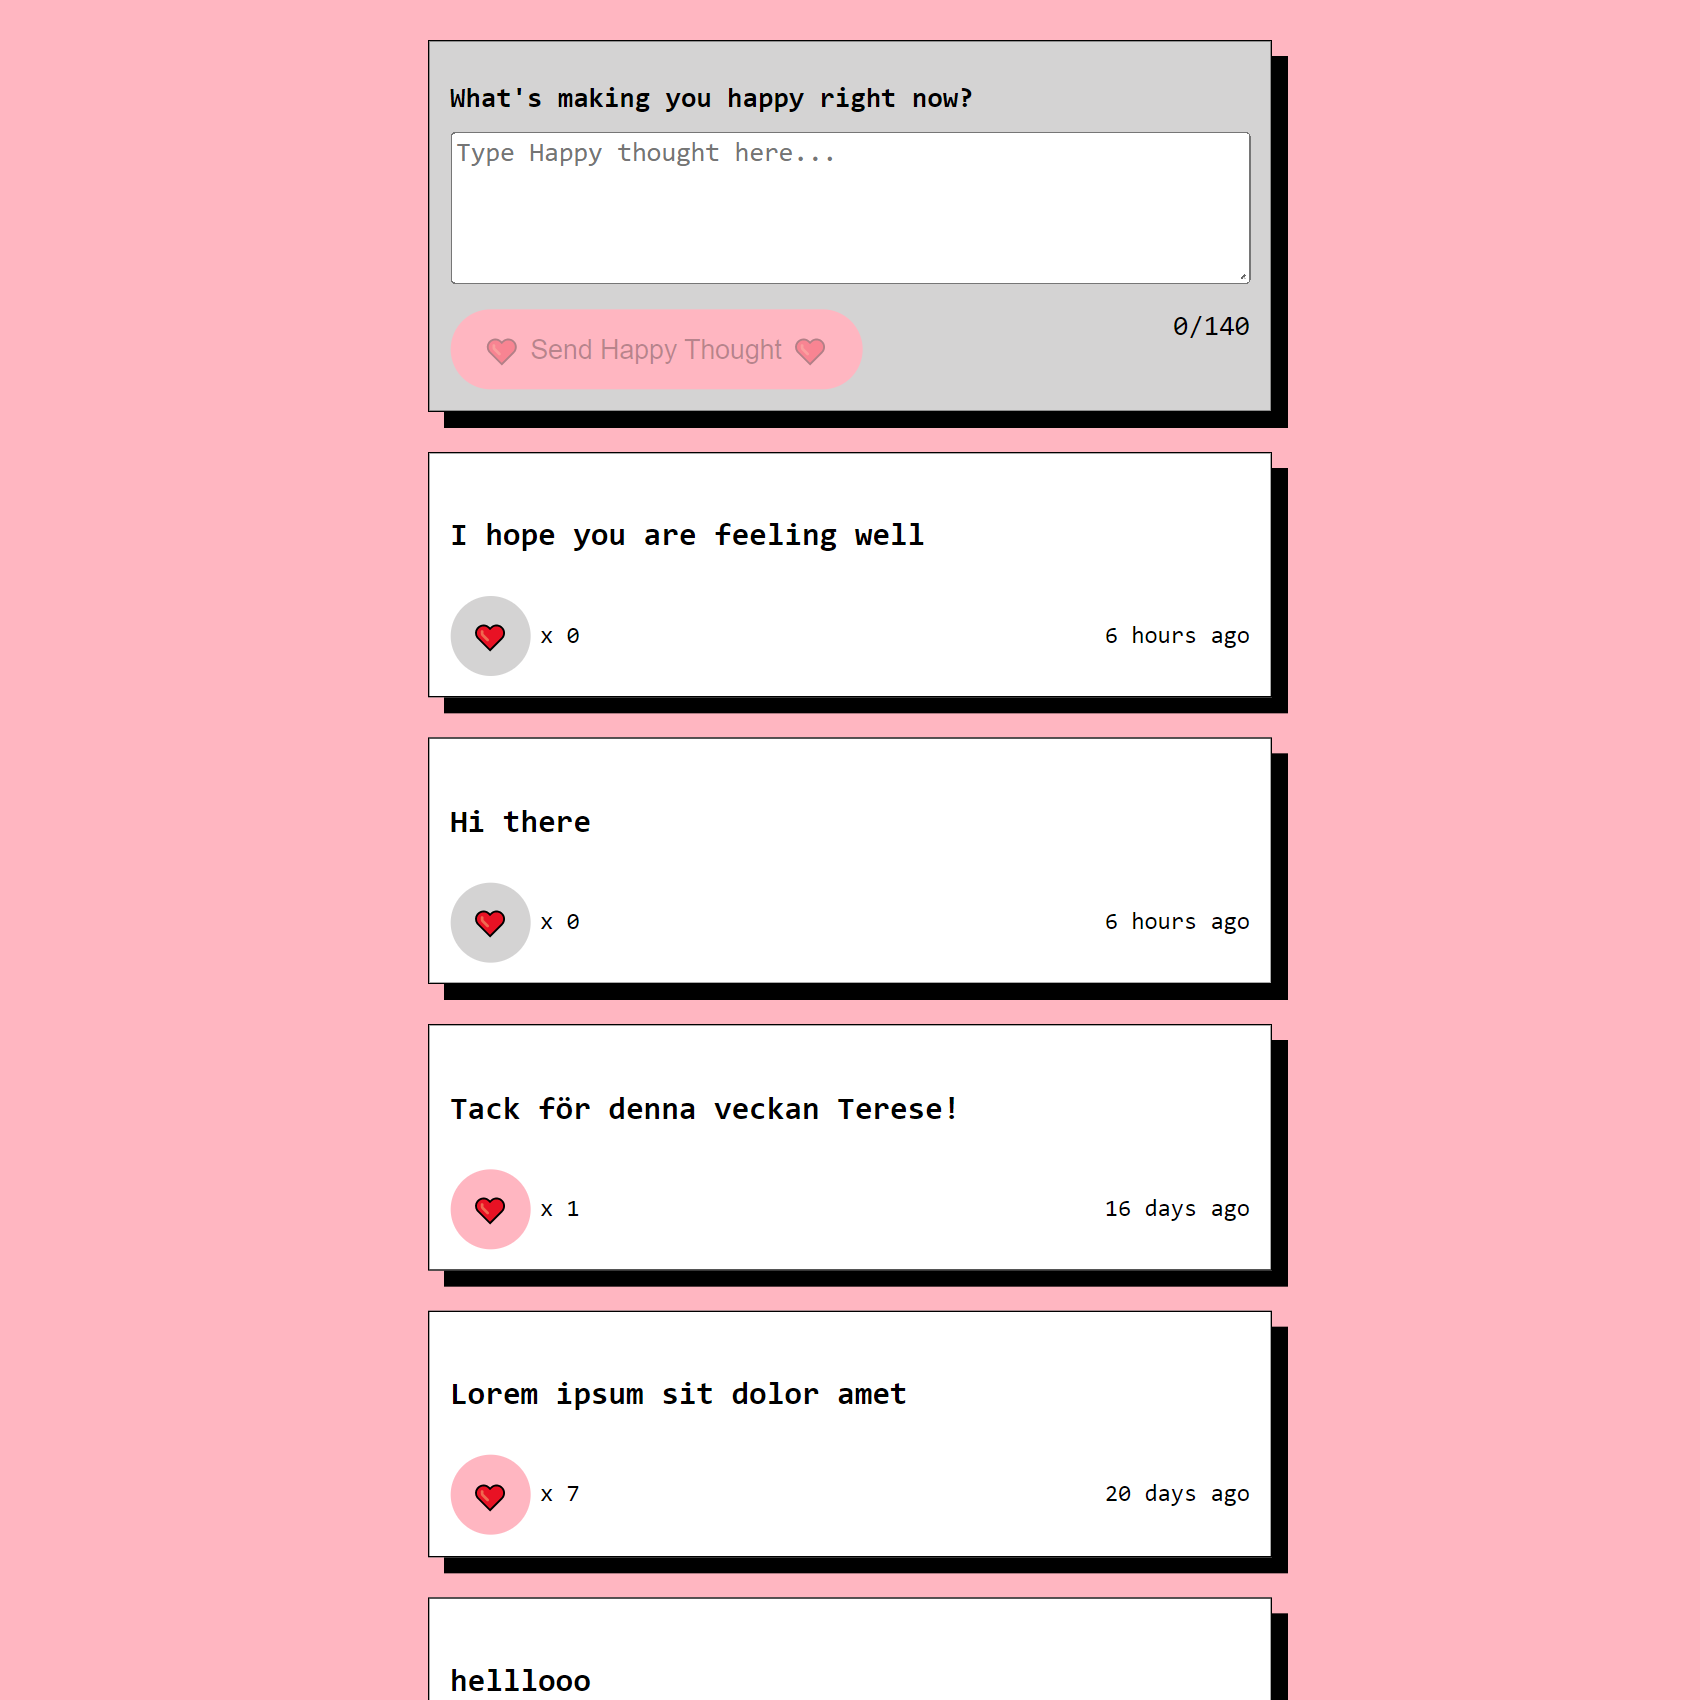 What's making you happy right now?
Type Happy thought here...
Send Happy Thought
0/140
I hope you are feeling well
x 0
6 hours ago
Hi there
x 0
6 hours ago
Tack för denna veckan Terese!
x 1
16 days ago
Lorem ipsum sit dolor amet
x 7
20 days ago
helllooo